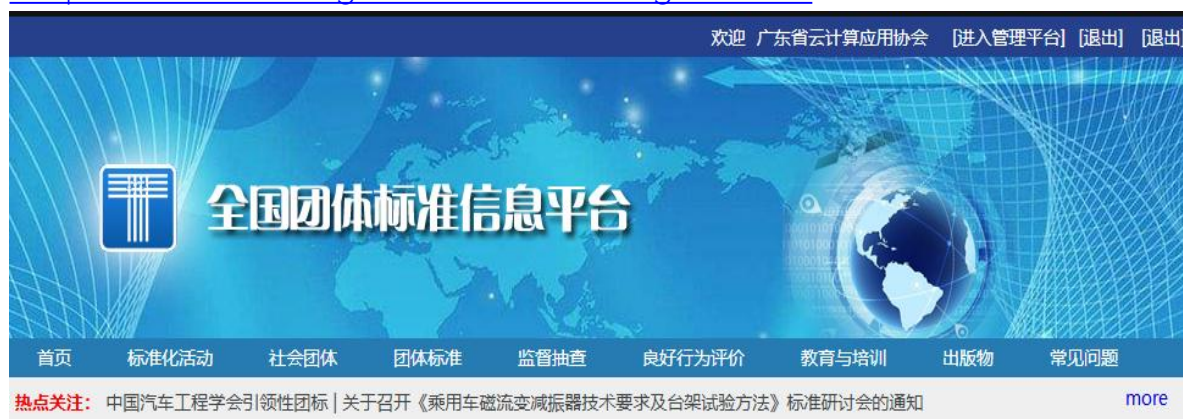 欢迎 广东省云计算应用协会 [进入管理平台] [退出] [退出]
全国团体标准信息平台
首页 标准化活动 社会团体 团体标准 监督抽查 良好行为评价 教育与培训 出版物 常见问题
热点关注： 中国汽车工程学会引领性团标 | 关于召开《乘用车磁流变减振器技术要求及台架试验方法》标准研讨会的通知 more